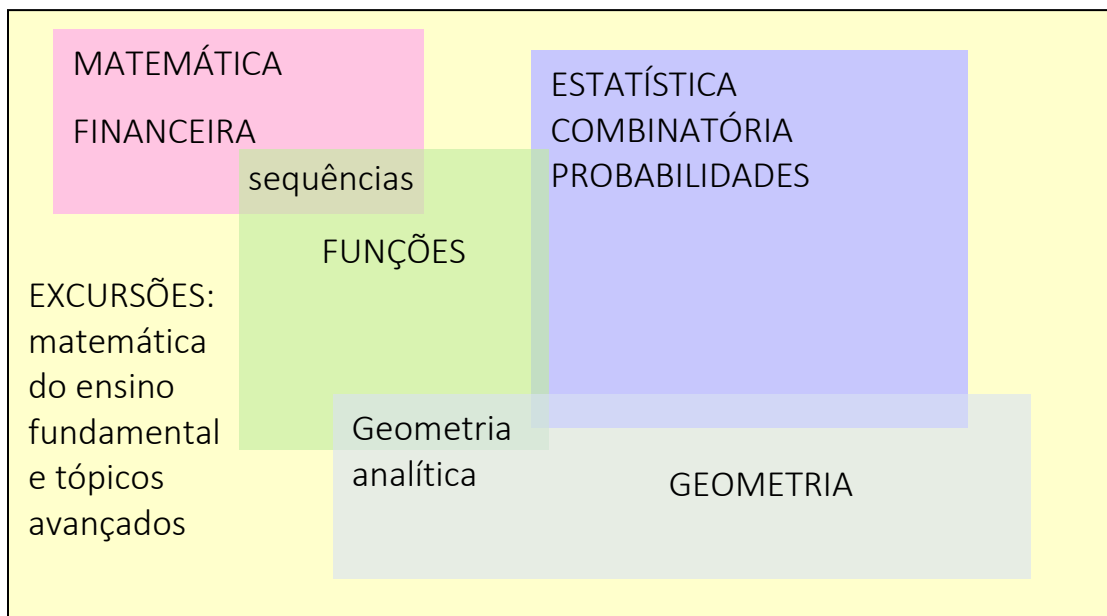 MATEMÁTICA
FINANCEIRA
sequências
ESTATÍSTICA
COMBINATÓRIA
PROBABILIDADES
FUNÇÕES
EXCURSÕES:
matemática
do ensino
fundamental
e tópicos
avançados
Geometria
analítica
GEOMETRIA